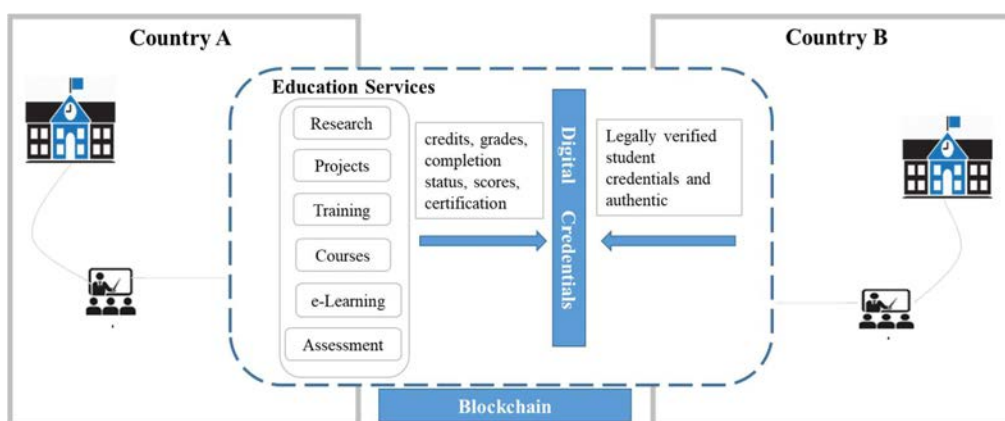 Country A
Country B
Education Services
Research
Projects
Training
Courses
e-Learning
Assessment
credits, grades,
completion
status, scores,
certification
Digital Credentials
Legally verified
student
credentials and
authentic
Blockchain